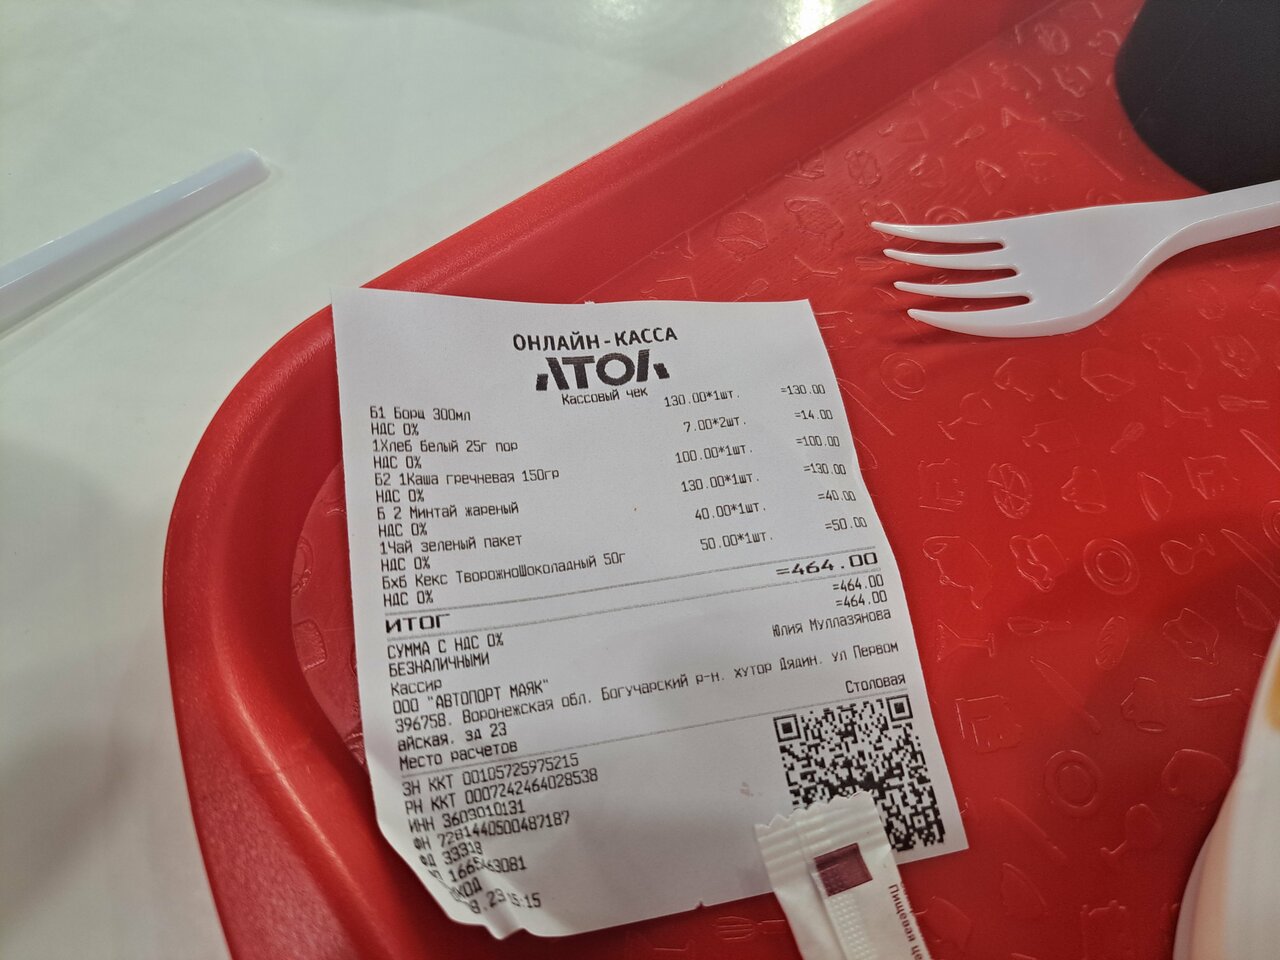 ОНЛАЙН-КАССА
АТОЛ
Кассовый чек
Б1 Борщ 300мл 130.00*1шт. =130.00
НДС 0%
1Хлеб белый 25г пор 7.00*2шт. =14.00
НДС 0%
Б2 1Каша гречневая 150гр 100.00*1шт. =100.00
НДС 0%
Б 2 Минтай жареный 130.00*1шт. =130.00
НДС 0%
1Чай зеленый пакет 40.00*1шт. =40.00
НДС 0%
Бхб Кекс ТворожноШоколадный 50г 50.00*1шт. =50.00
НДС 0%
ИТОГ =464.00
СУММА С НДС 0% =464.00
БЕЗНАЛИЧНЫМИ =464.00
Кассир Юлия Муллазянова
ООО "АВТОПОРТ МАЯК"
396758, Воронежская обл. Богучарский р-н. хутор Дядин. ул Первом
айская, зд 23
Место расчетов Столовая
ЗН ККТ 00105725975215
РН ККТ 0007242464028538
ИНН 3603010131
ФН 7281440500487187
ФД 33318
23 15:15
Пищевая